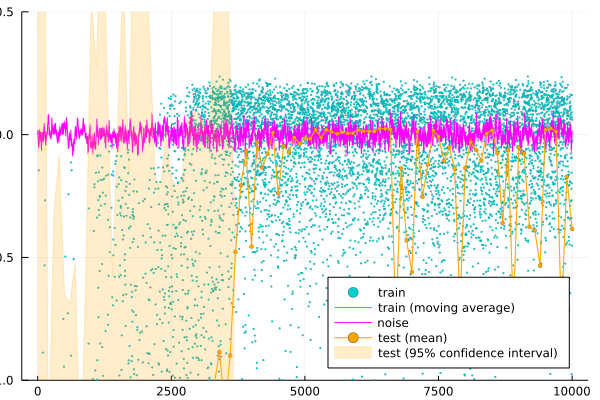 0.5
0.0
0.5
1.0
0
2500
5000
7500
10000
train
train (moving average)
noise
test (mean)
test (95% confidence interval)